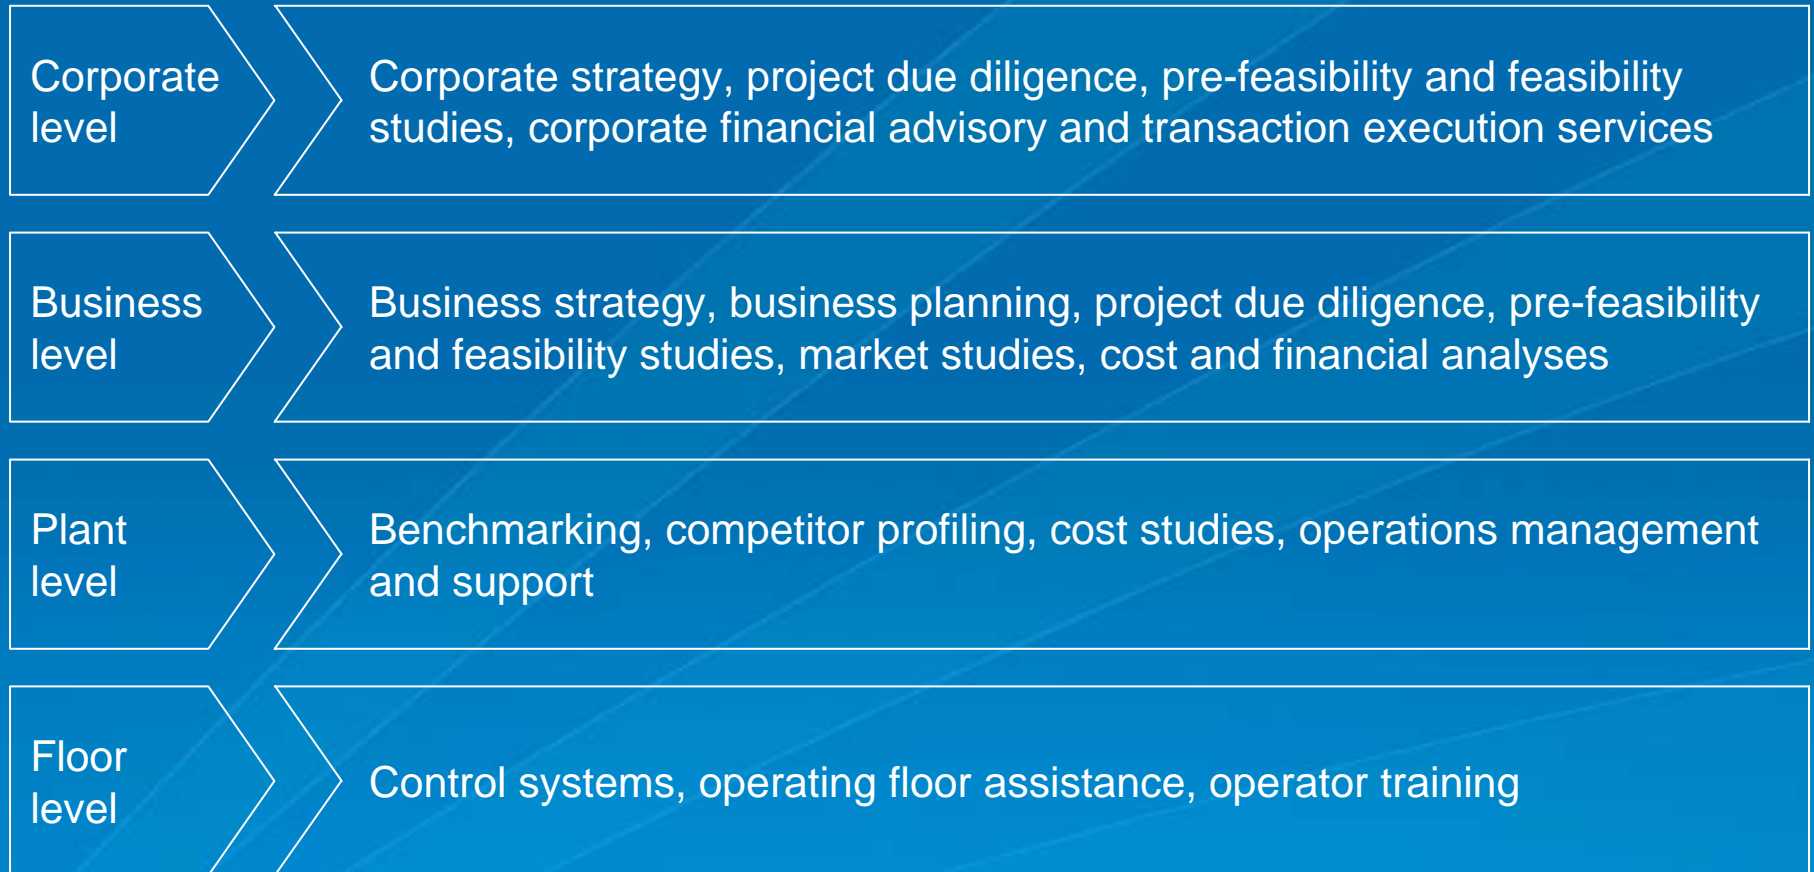 Corporate
level
Corporate strategy, project due diligence, pre-feasibility and feasibility
studies, corporate financial advisory and transaction execution services
Business
level
Business strategy, business planning, project due diligence, pre-feasibility
and feasibility studies, market studies, cost and financial analyses
Plant
level
Benchmarking, competitor profiling, cost studies, operations management
and support
Floor
level
Control systems, operating floor assistance, operator training